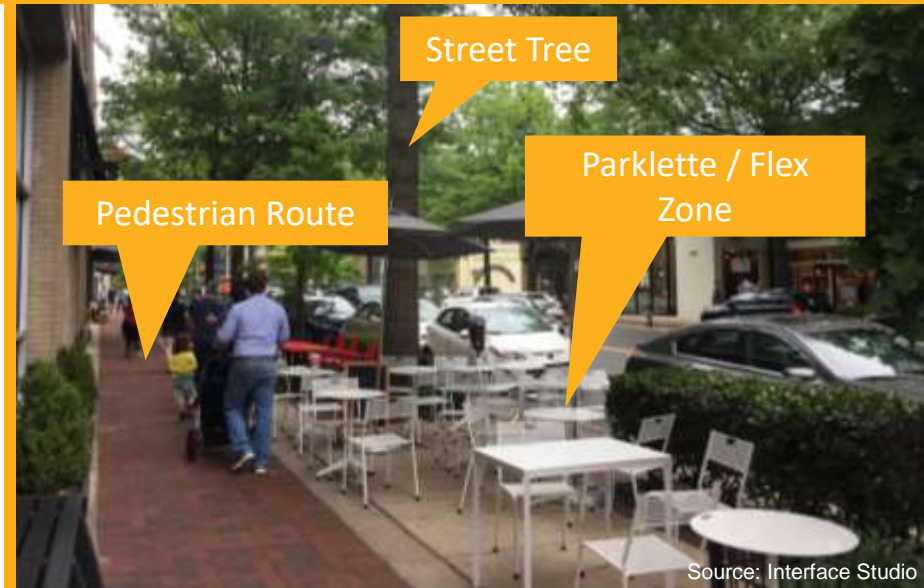 Street Tree
Parklette / Flex
Zone
Pedestrian Route
Source: Interface Studio